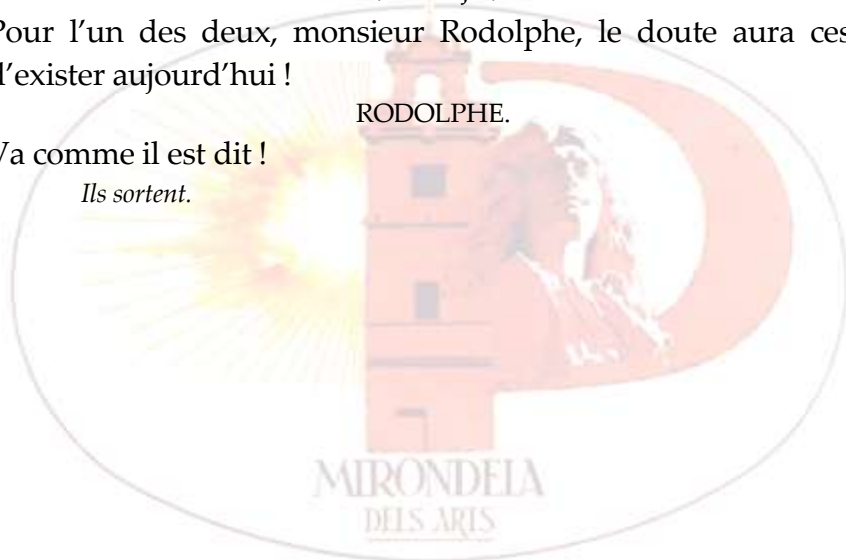 Pour l’un des deux, monsieur Rodolphe, le doute aura
d’exister aujourd’hui !
RODOLPHE.
Va comme il est dit !
Ils sortent.
MIRONDELA
DELS ARTS